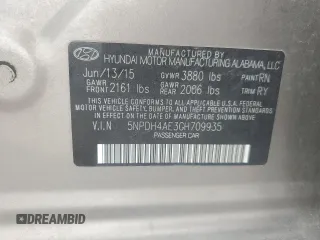 MANUFACTURED BY
HYUNDAI MOTOR MANUFACTURING ALABAMA, LLC
Jun/13/15 GVWR 3880 lbs PAINT RN
GAWR FRONT 2161 lbs GAWR REAR 2006 lbs TRIM RY
THIS VEHICLE CONFORMS TO ALL APPLICABLE U.S. FEDERAL
MOTOR VEHICLE SAFETY, BUMPER, AND THEFT PREVENTION
STANDARDS IN EFFECT ON THE DATE OF MANUFACTURE
SHOWN ABOVE.
V.I.N 5NPDH4AE3GH709935
PASSENGER CAR
DREAMBID